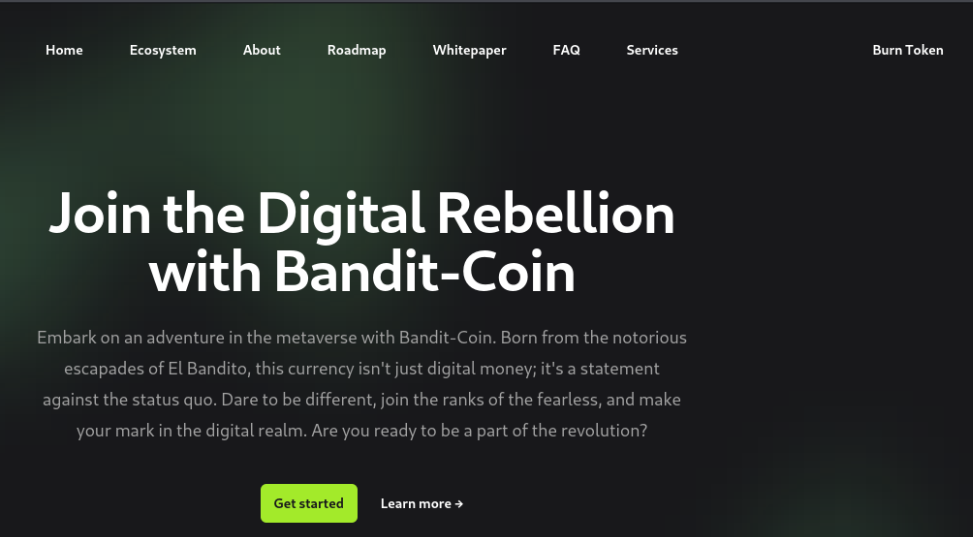 Home Ecosystem About Roadmap Whitepaper FAQ Services Burn Token
Join the Digital Rebellion
with Bandit-Coin
Embark on an adventure in the metaverse with Bandit-Coin. Born from the notorious
escapades of El Bandito, this currency isn't just digital money; it's a statement
against the status quo. Dare to be different, join the ranks of the fearless, and make
your mark in the digital realm. Are you ready to be a part of the revolution?
Get started Learn more →